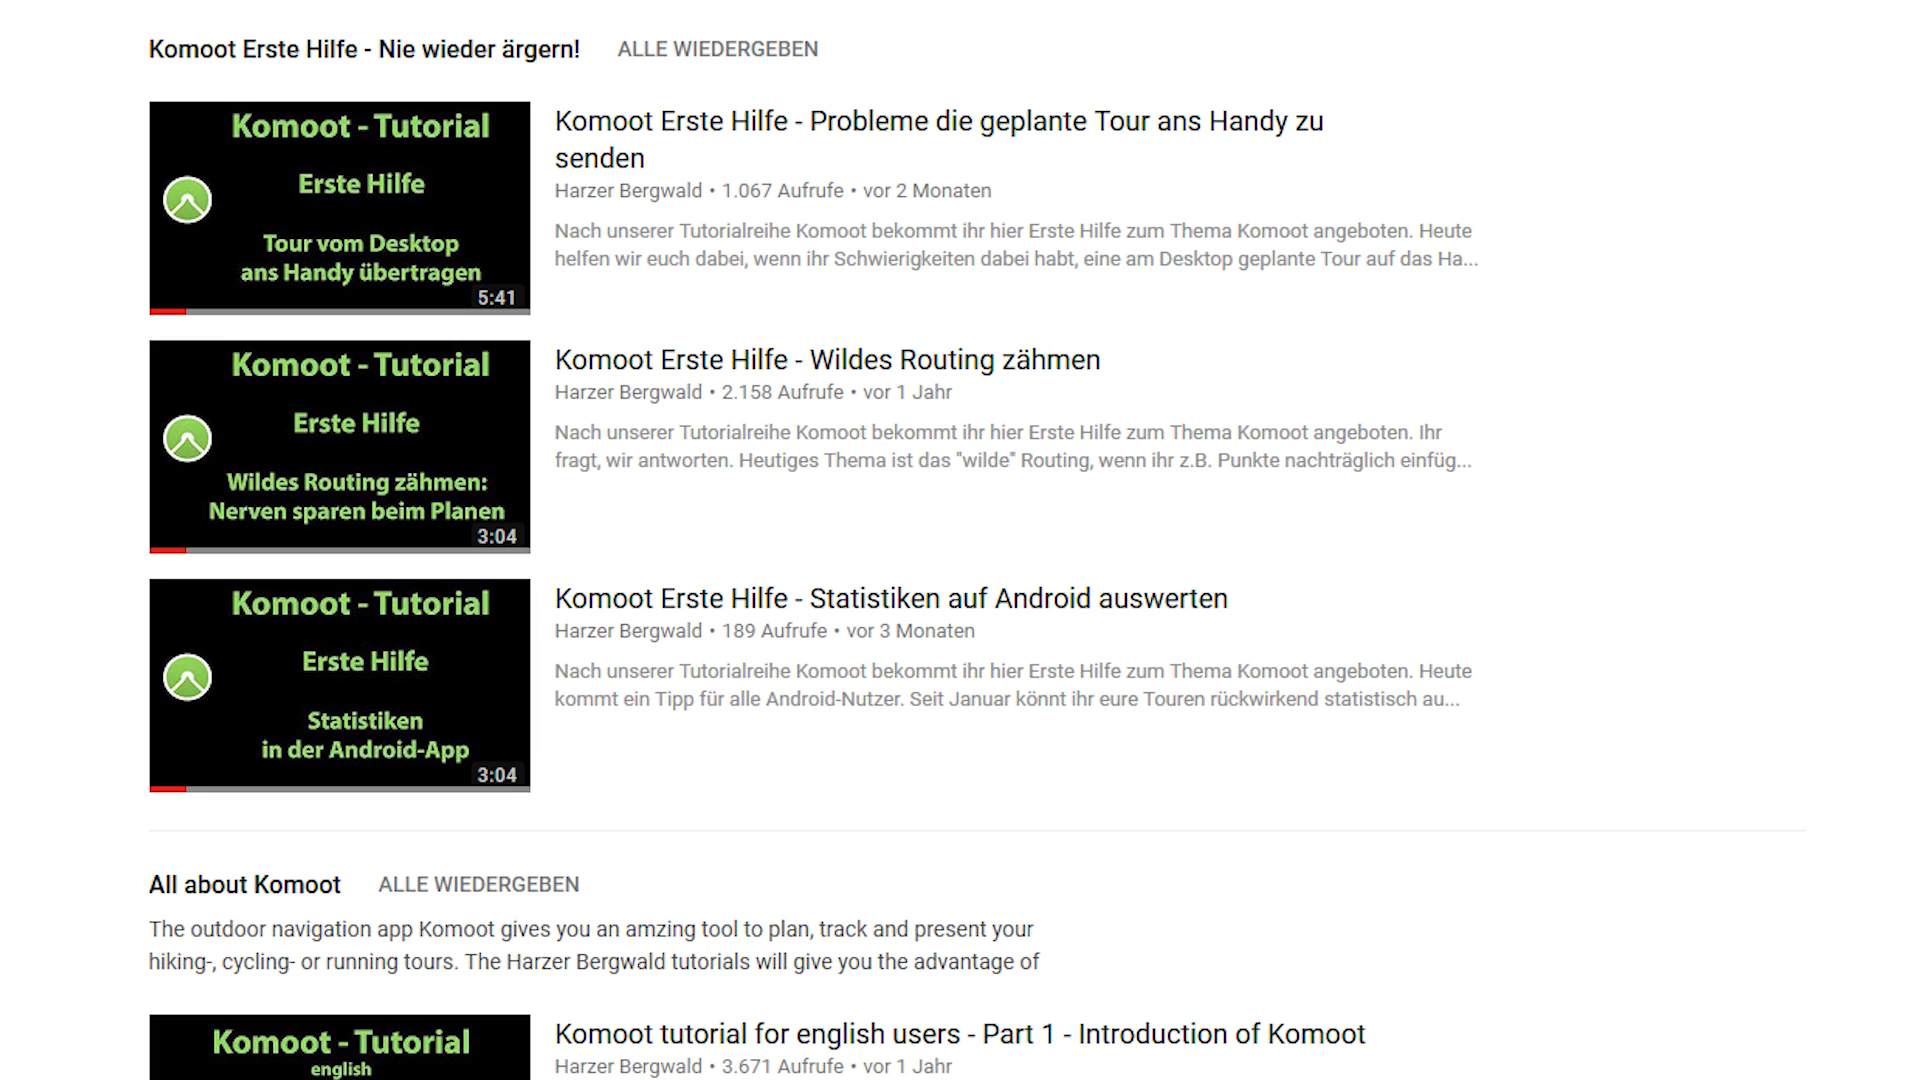 Komoot Erste Hilfe - Nie wieder ärgern! ALLE WIEDERGEBEN
Komoot - Tutorial
Erste Hilfe
Tour vom Desktop
ans Handy übertragen
5:41
Komoot Erste Hilfe - Probleme die geplante Tour ans Handy zu
senden
Harzer Bergwald • 1.067 Aufrufe • vor 2 Monaten
Nach unserer Tutorialreihe Komoot bekommt ihr hier Erste Hilfe zum Thema Komoot angeboten. Heute
helfen wir euch dabei, wenn ihr Schwierigkeiten dabei habt, eine am Desktop geplante Tour auf das Ha...
Komoot - Tutorial
Erste Hilfe
Wildes Routing zähmen:
Nerven sparen beim Planen
3:04
Komoot Erste Hilfe - Wildes Routing zähmen
Harzer Bergwald • 2.158 Aufrufe • vor 1 Jahr
Nach unserer Tutorialreihe Komoot bekommt ihr hier Erste Hilfe zum Thema Komoot angeboten. Ihr
fragt, wir antworten. Heutiges Thema ist das "wilde" Routing, wenn ihr z.B. Punkte nachträglich einfüg...
Komoot - Tutorial
Erste Hilfe
Statistiken
in der Android-App
3:04
Komoot Erste Hilfe - Statistiken auf Android auswerten
Harzer Bergwald • 189 Aufrufe • vor 3 Monaten
Nach unserer Tutorialreihe Komoot bekommt ihr hier Erste Hilfe zum Thema Komoot angeboten. Heute
kommt ein Tipp für alle Android-Nutzer. Seit Januar könnt ihr eure Touren rückwirkend statistisch au...
All about Komoot ALLE WIEDERGEBEN
The outdoor navigation app Komoot gives you an amzing tool to plan, track and present your
hiking-, cycling- or running tours. The Harzer Bergwald tutorials will give you the advantage of
Komoot - Tutorial
english
Komoot tutorial for english users - Part 1 - Introduction of Komoot
Harzer Bergwald • 3.671 Aufrufe • vor 1 Jahr